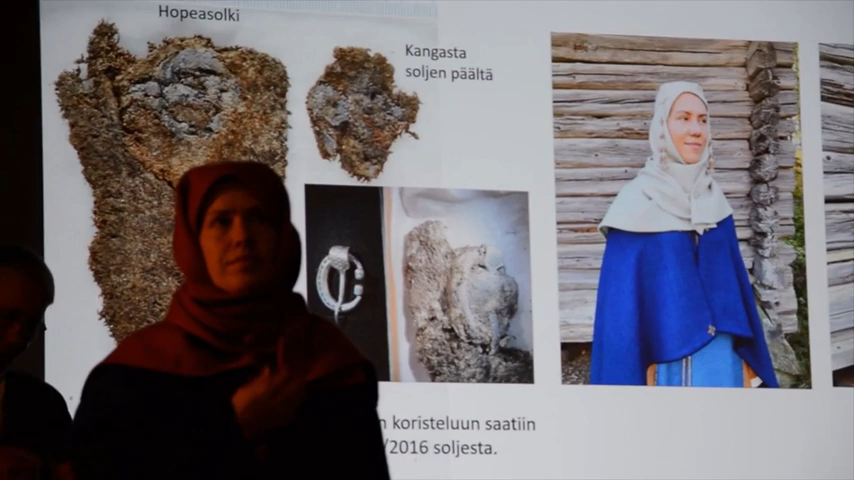 Hopeasolki
Kangasta
soljen päältä
koristeluun saatiin
/2016 soljesta.